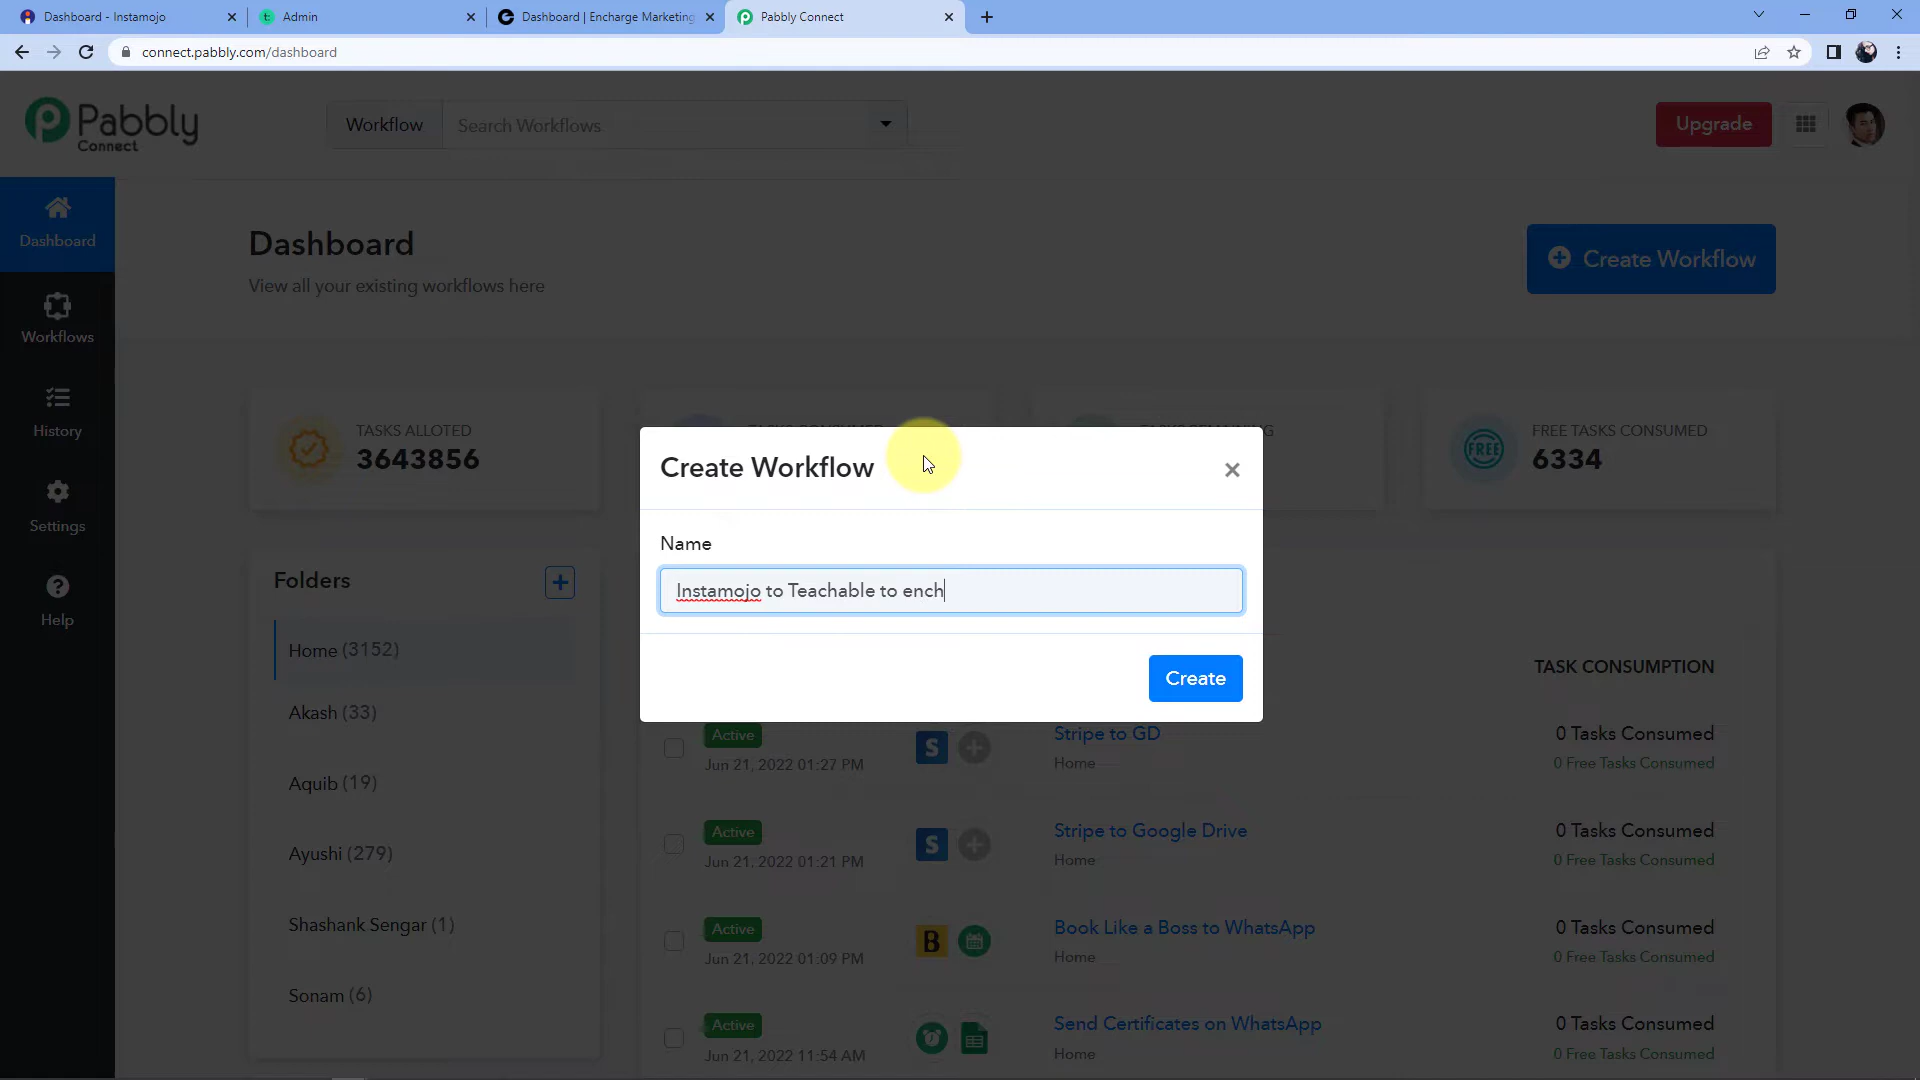 Dashboard - Instamojo
Admin
Dashboard | Encharge Marketing
Pabbly Connect
connect.pabbly.com/dashboard
Pabbly
Connect
Workflow
Search Workflows
Upgrade
Dashboard
Workflows
History
Settings
Help
Dashboard
View all your existing workflows here
Create Workflow
TASKS ALLOTED
3643856
FREE TASKS CONSUMED
6334
FREE
Create Workflow
Name
Instamojo to Teachable to ench
Create
Folders
Home (3152)
Akash (33)
Aquib (19)
Ayushi (279)
Shashank Sengar (1)
Sonam (6)
TASK CONSUMPTION
Active
Jun 21, 2022 01:27 PM
S
Stripe to GD
Home
0 Tasks Consumed
0 Free Tasks Consumed
Active
Jun 21, 2022 01:21 PM
S
Stripe to Google Drive
Home
0 Tasks Consumed
0 Free Tasks Consumed
Active
Jun 21, 2022 01:09 PM
B
Book Like a Boss to WhatsApp
Home
0 Tasks Consumed
0 Free Tasks Consumed
Active
Jun 21, 2022 11:54 AM
Send Certificates on WhatsApp
Home
0 Tasks Consumed
0 Free Tasks Consumed